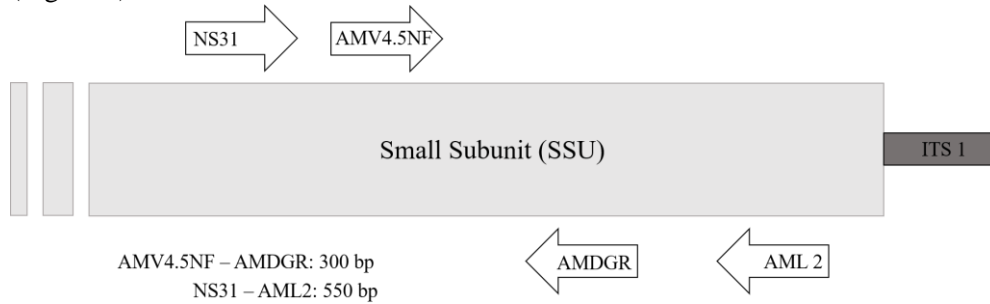 NS31
AMV4.5NF
Small Subunit (SSU)
ITS 1
AMV4.5NF – AMDGR: 300 bp
NS31 – AML2: 550 bp
AMDGR
AML 2